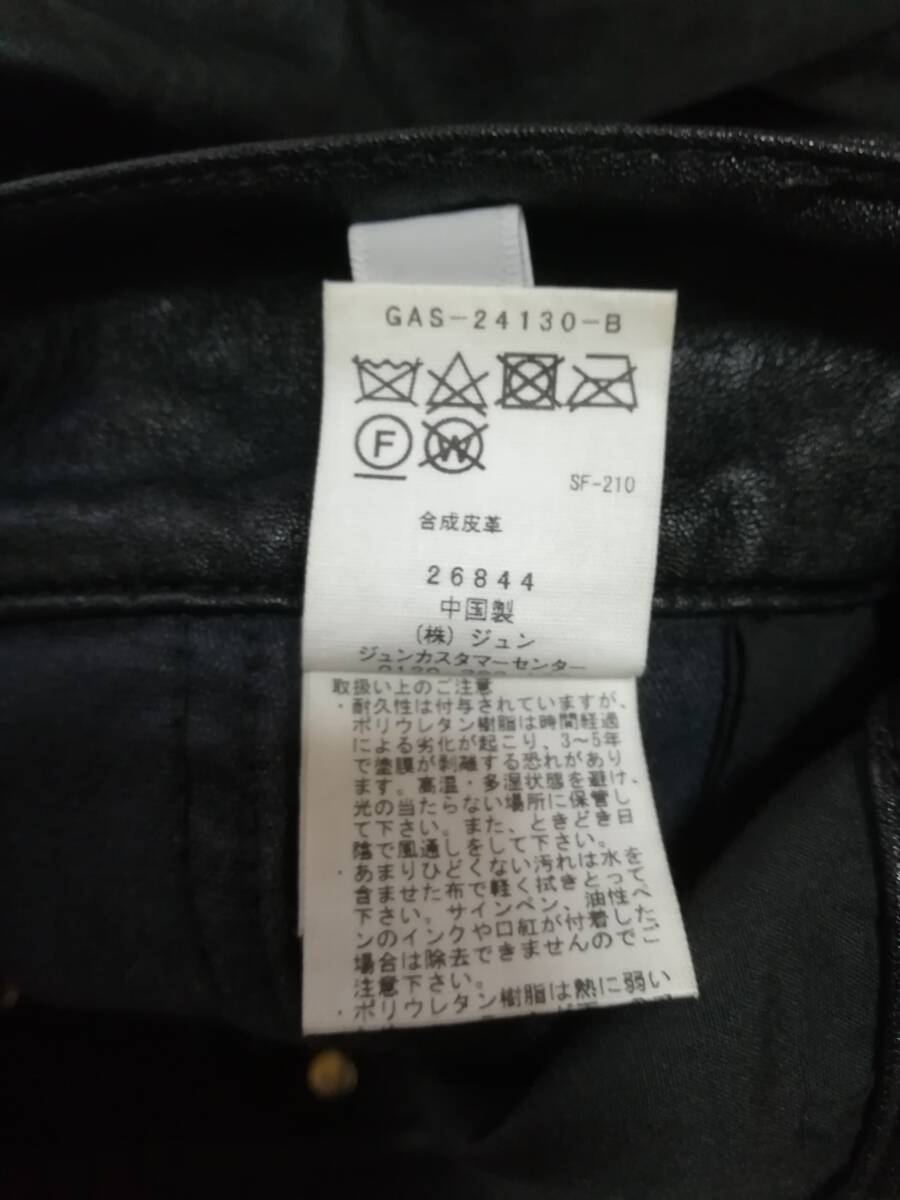 GAS-24130-B
F W
SF-210
合成皮革
26844
中国製
(株) ジュン
ジュンカスタマーセンター
取扱い上のご注意
・耐久性は付与されていますが、
ポリウレタン樹脂は時間経過
による劣化が起こり、3〜5年
で塗膜が剥離する恐れがあり
ます。高温・多湿状態を避け、
光の当たらない場所に保管し
て下さい。また、ときどき日
陰で風通しをして下さい。
・あまりひどくない汚れは水を
含ませた布で軽く拭きとって
下さい。サインペン、油性ペ
ンのインクや口紅が付着した
場合は除去できませんのでご
注意下さい。
・ポリウレタン樹脂は熱に弱い